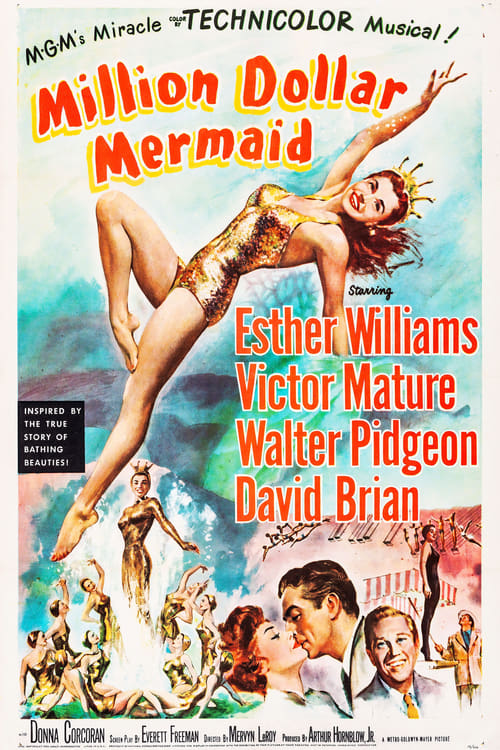 M·G·M's Miracle COLOR BY TECHNICOLOR Musical!
Million Dollar
Mermaid
Starring
Esther Williams
Victor Mature
Walter Pidgeon
David Brian
INSPIRED BY
THE TRUE
STORY OF
BATHING
BEAUTIES!
WITH DONNA CORCORAN SCREEN PLAY BY EVERETT FREEMAN DIRECTED BY MERVYN LeROY PRODUCED BY ARTHUR HORNBLOW, JR. A METRO-GOLDWYN-MAYER PICTURE